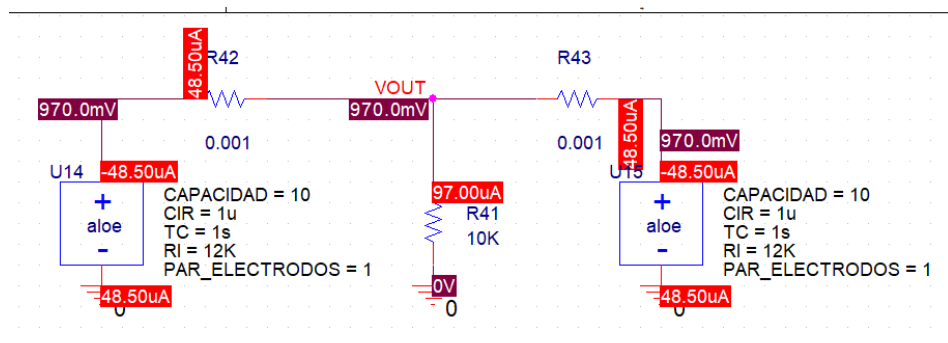 48.50uA
R42
R43
VOUT
970.0mV
970.0mV
0.001
0.001
48.50uA
970.0mV
U14
-48.50uA
U15
-48.50uA
+
aloe
-
CAPACIDAD = 10
CIR = 1u
TC = 1s
RI = 12K
PAR_ELECTRODOS = 1
97.00uA
R41
10K
+
aloe
-
CAPACIDAD = 10
CIR = 1u
TC = 1s
RI = 12K
PAR_ELECTRODOS = 1
48.50uA
0
0V
0
48.50uA
0